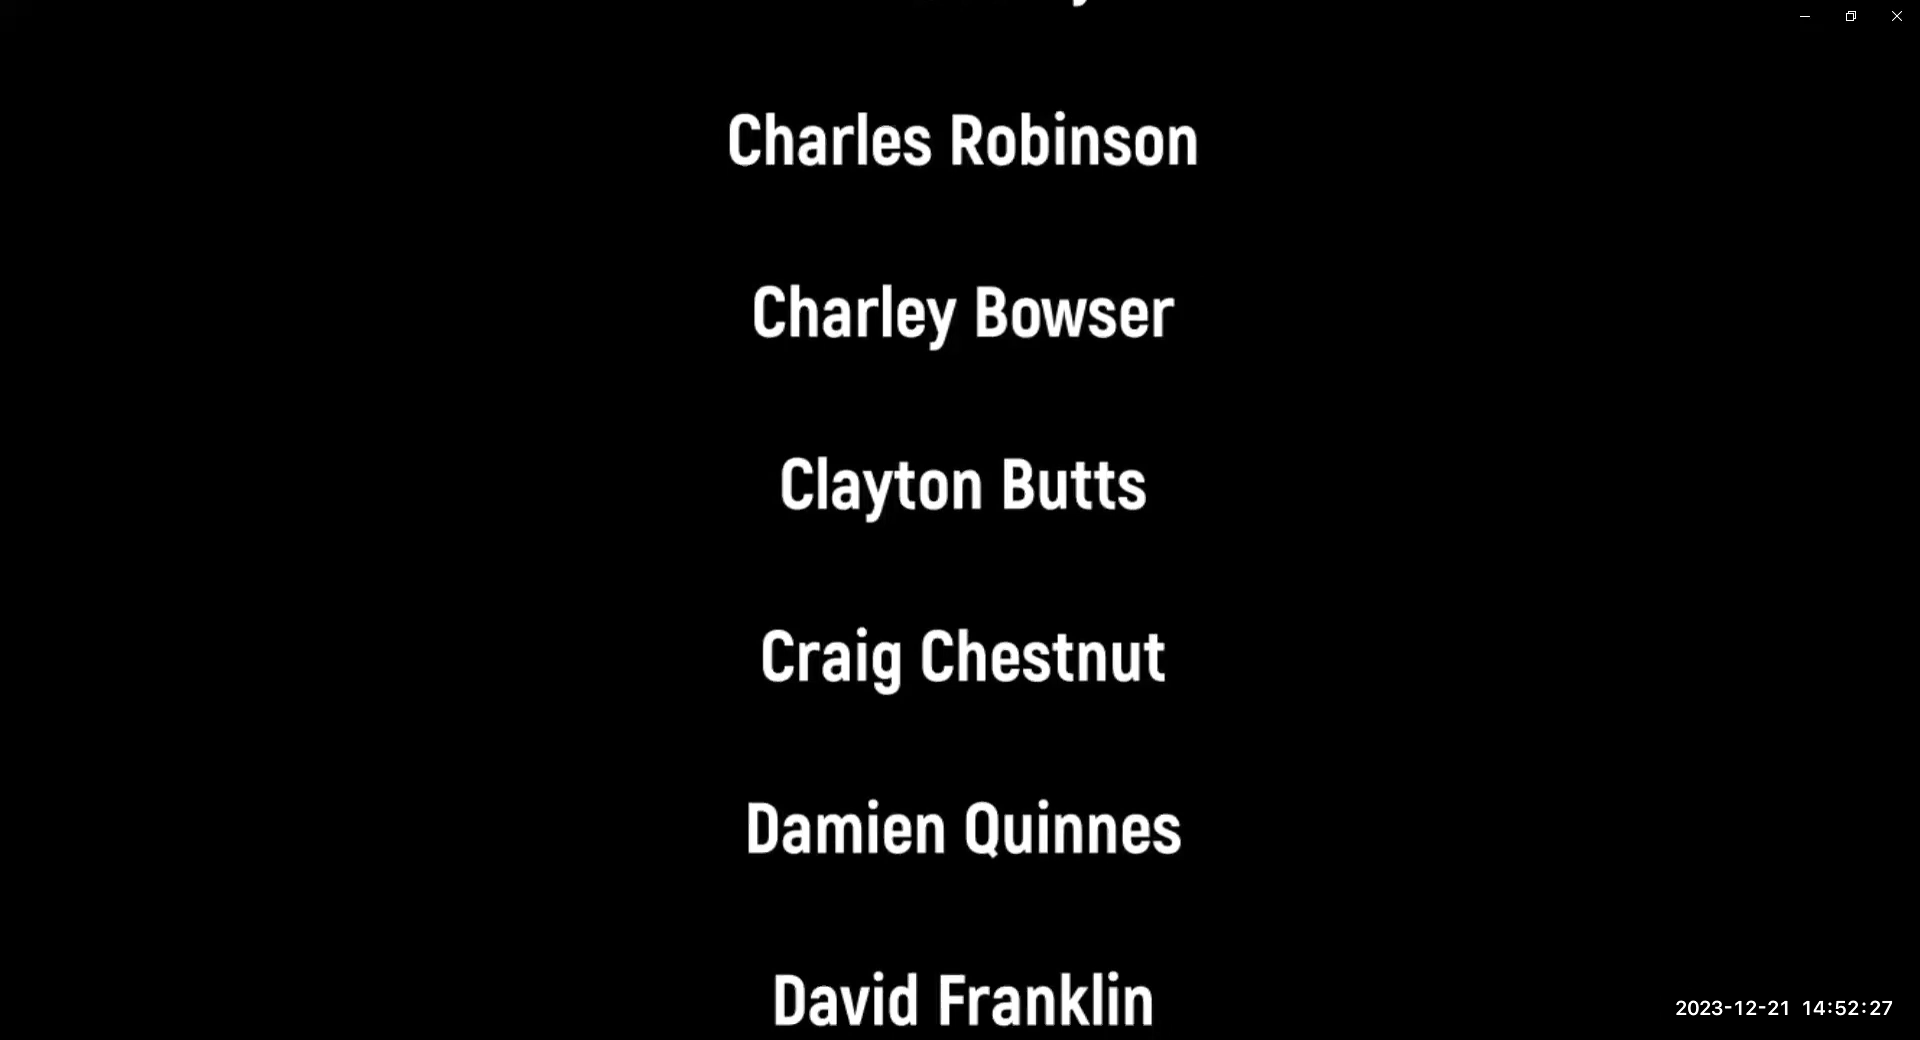 Charles Robinson
Charley Bowser
Clayton Butts
Craig Chestnut
Damien Quinnes
David Franklin
2023-12-21 14:52:27